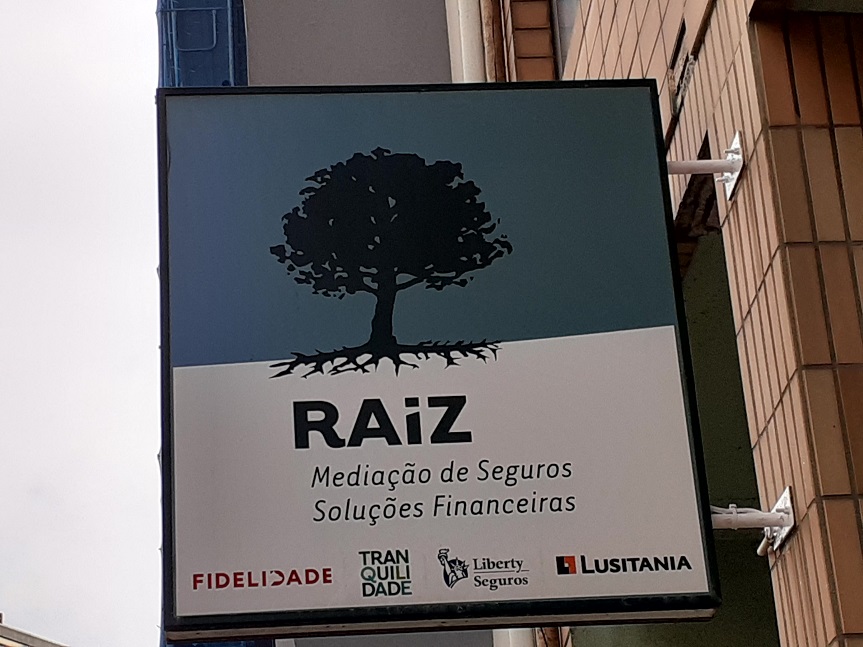 RAiZ
Mediação de Seguros
Soluções Financeiras
FIDELIDADE
TRAN
QUILI
DADE
Liberty
Seguros
LUSITANIA